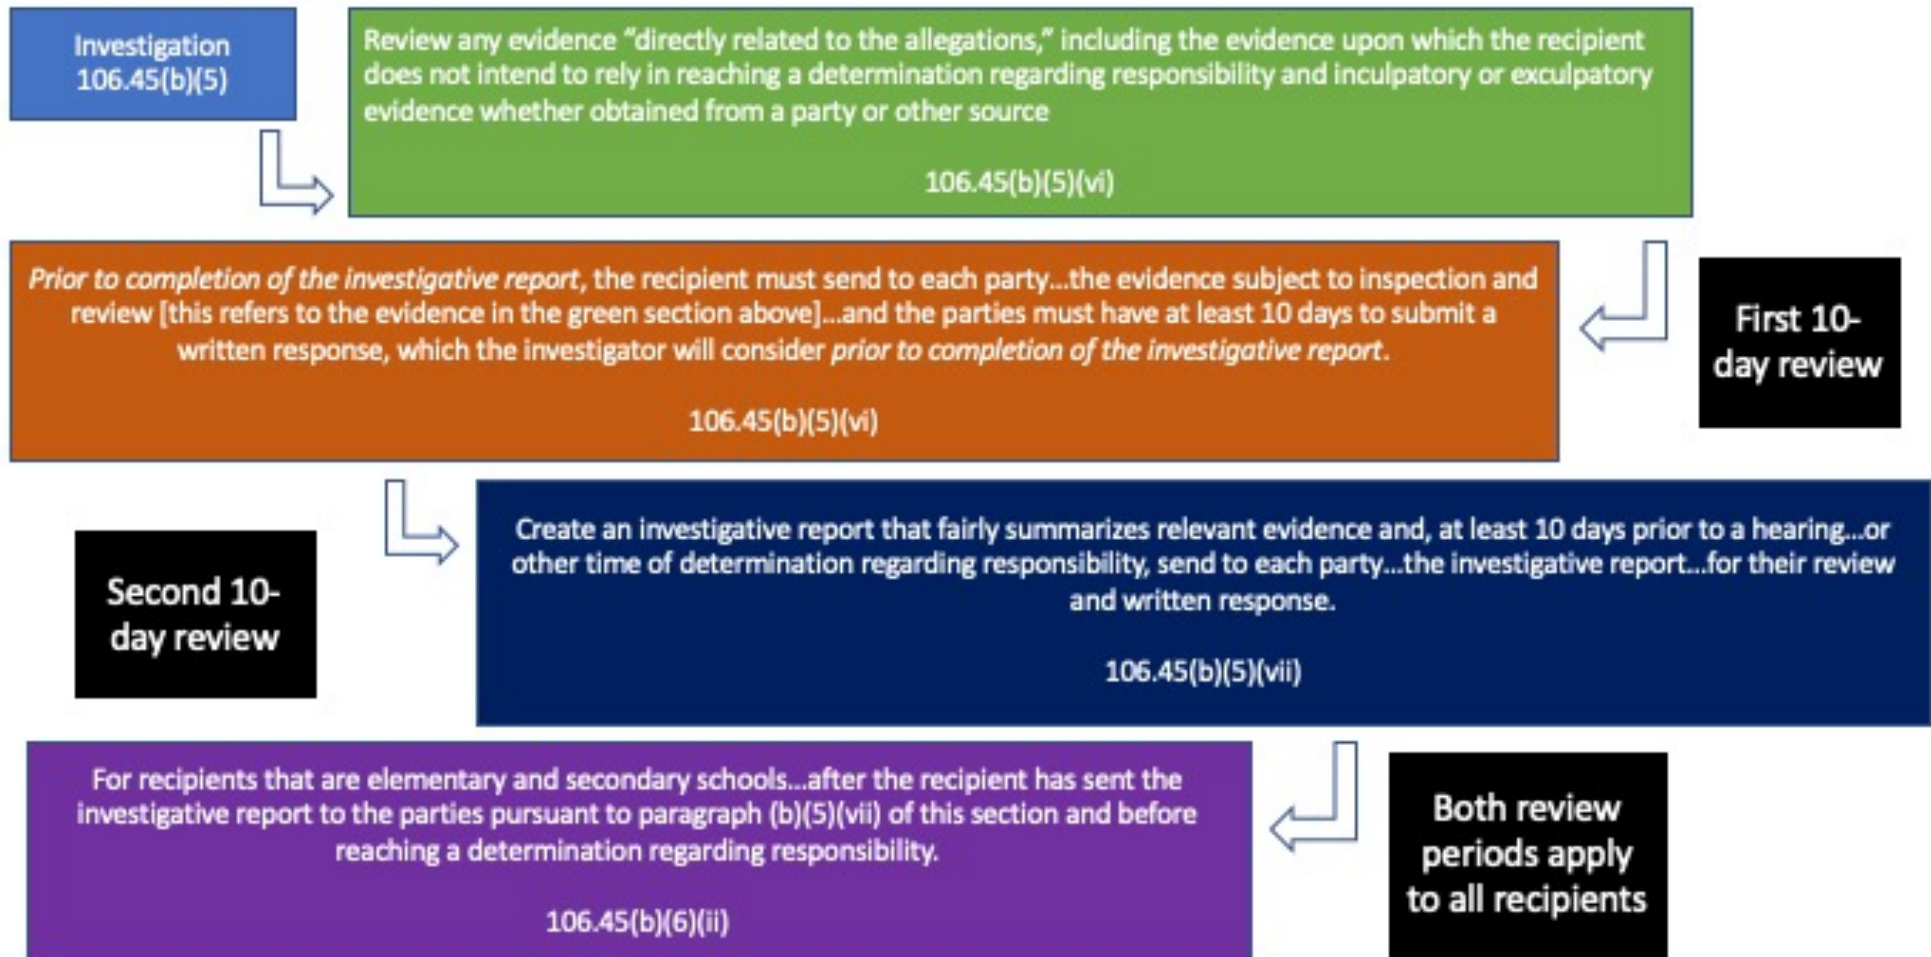 Investigation
106.45(b)(5)
Review any evidence “directly related to the allegations,” including the evidence upon which the recipient
does not intend to rely in reaching a determination regarding responsibility and inculpatory or exculpatory
evidence whether obtained from a party or other source
106.45(b)(5)(vi)
Prior to completion of the investigative report, the recipient must send to each party...the evidence subject to inspection and
review [this refers to the evidence in the green section above]...and the parties must have at least 10 days to submit a
written response, which the investigator will consider prior to completion of the investigative report.
106.45(b)(5)(vi)
First 10-
day review
Second 10-
day review
Create an investigative report that fairly summarizes relevant evidence and, at least 10 days prior to a hearing...or
other time of determination regarding responsibility, send to each party...the investigative report...for their review
and written response.
106.45(b)(5)(vii)
For recipients that are elementary and secondary schools...after the recipient has sent the
investigative report to the parties pursuant to paragraph (b)(5)(vii) of this section and before
reaching a determination regarding responsibility.
106.45(b)(6)(ii)
Both review
periods apply
to all recipients